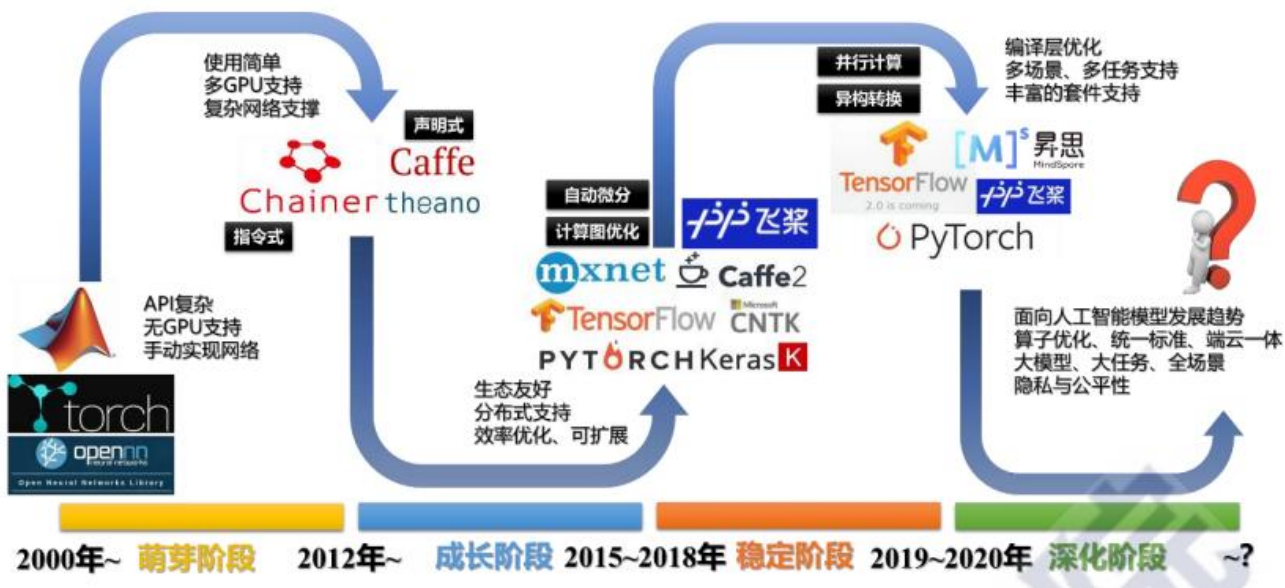 使用简单
多GPU支持
复杂网络支撑
声明式
Caffe
Chainer
theano
指令式
API复杂
无GPU支持
手动实现网络
torch
opennn
neural networks
Open Neural Networks Library
自动微分
计算图优化
飞桨
mxnet
Caffe2
TensorFlow
Microsoft
CNTK
PYTORCH
Keras K
生态友好
分布式支持
效率优化、可扩展
并行计算
异构转换
编译层优化
多场景、多任务支持
丰富的套件支持
TensorFlow
2.0 is coming
[M]s 昇思
MindSpore
飞桨
PyTorch
?
面向人工智能模型发展趋势
算子优化、统一标准、端云一体
大模型、大任务、全场景
隐私与公平性
2000年~ 萌芽阶段 2012年~ 成长阶段 2015~2018年 稳定阶段 2019~2020年 深化阶段 ~?